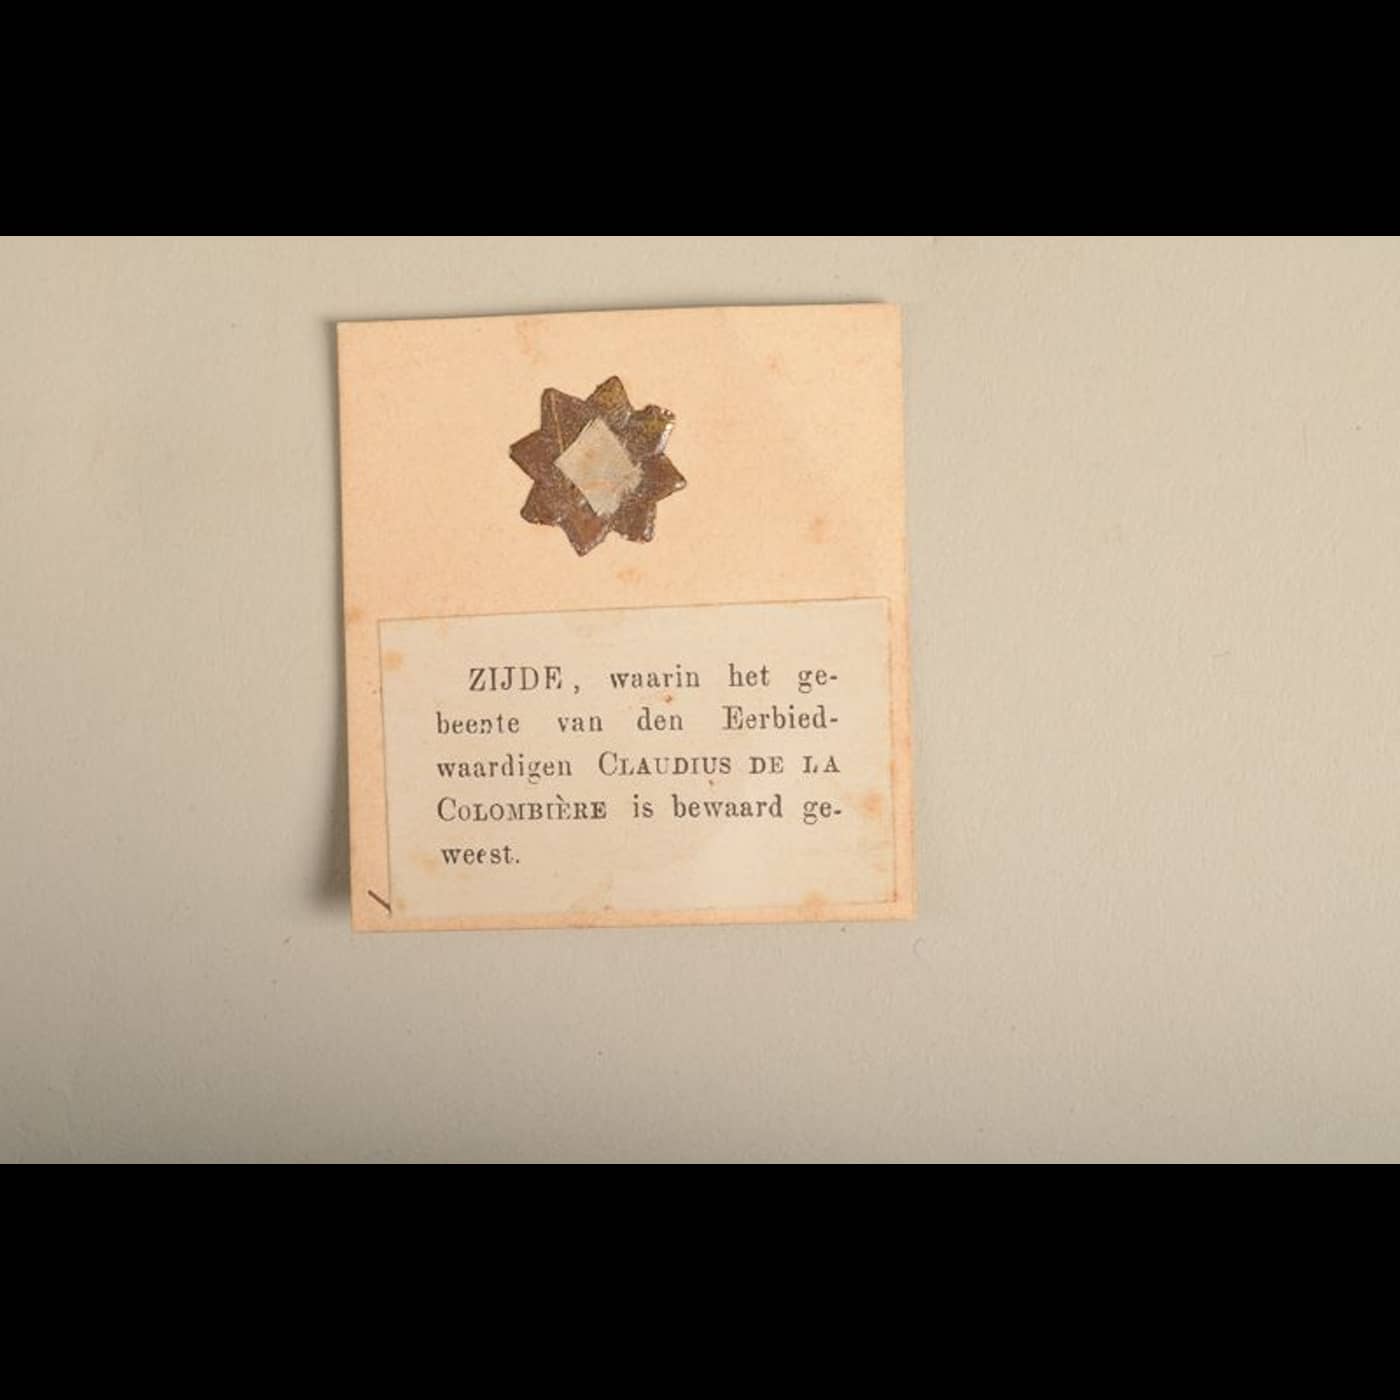 ZIJDE, waarin het ge-
beente van den Eerbied-
waardigen CLAUDIUS DE LA
COLOMBIÈRE is bewaard ge-
weest.